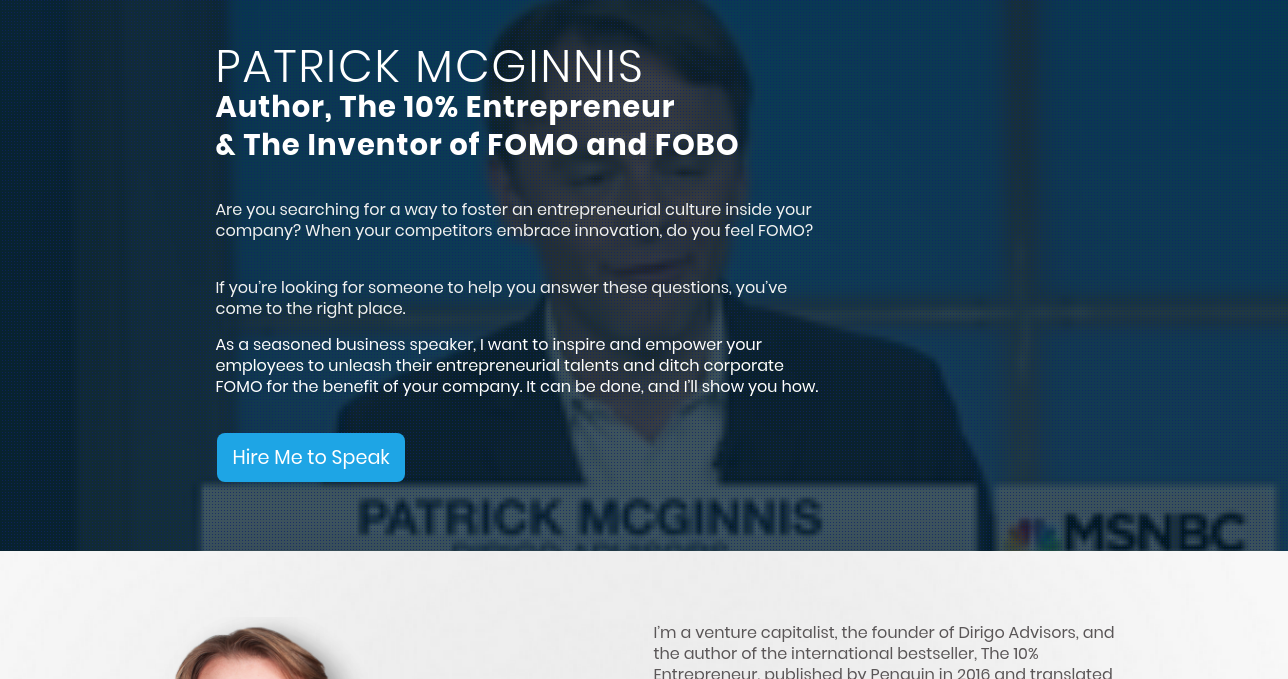 PATRICK MCGINNIS
Author, The 10% Entrepreneur
& The Inventor of FOMO and FOBO
Are you searching for a way to foster an entrepreneurial culture inside your
company? When your competitors embrace innovation, do you feel FOMO?
If you’re looking for someone to help you answer these questions, you’ve
come to the right place.
As a seasoned business speaker, I want to inspire and empower your
employees to unleash their entrepreneurial talents and ditch corporate
FOMO for the benefit of your company. It can be done, and I’ll show you how.
Hire Me to Speak
PATRICK MCGINNIS
MSNBC
I’m a venture capitalist, the founder of Dirigo Advisors, and
the author of the international bestseller, The 10%
Entrepreneur, published by Penguin in 2016 and translated